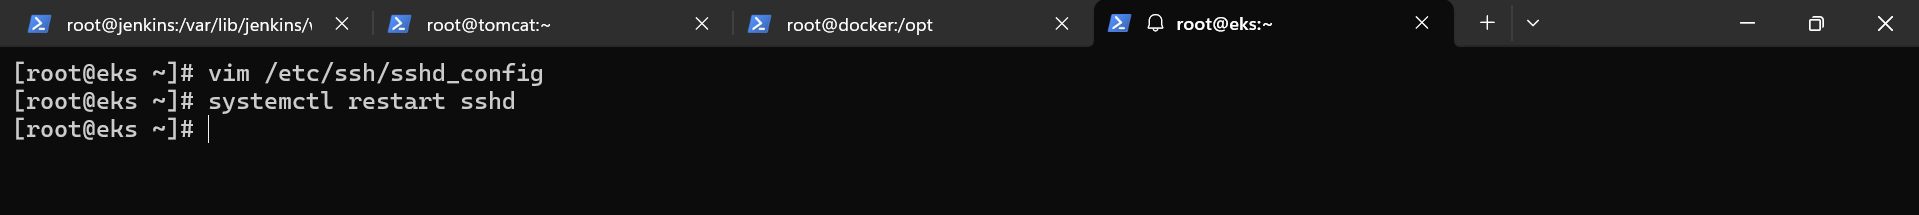 root@jenkins:/var/lib/jenkins/
root@tomcat:~
root@docker:/opt
root@eks:~
[root@eks ~]# vim /etc/ssh/sshd_config
[root@eks ~]# systemctl restart sshd
[root@eks ~]#